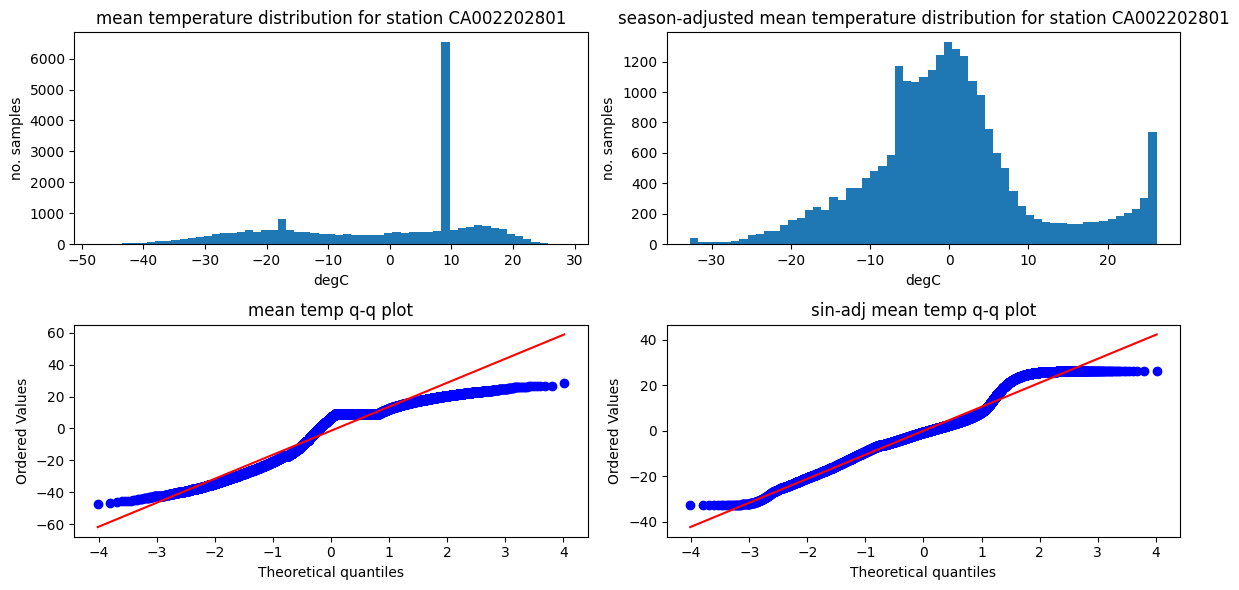 mean temperature distribution for station CA002202801
no. samples
6000
5000
4000
3000
2000
1000
0
−50 −40 −30 −20 −10 0 10 20 30
degC
season-adjusted mean temperature distribution for station CA002202801
no. samples
1200
1000
800
600
400
200
0
−30 −20 −10 0 10 20
degC
mean temp q-q plot
Ordered Values
60
40
20
0
−20
−40
−60
−4 −3 −2 −1 0 1 2 3 4
Theoretical quantiles
sin-adj mean temp q-q plot
Ordered Values
40
20
0
−20
−40
−4 −3 −2 −1 0 1 2 3 4
Theoretical quantiles